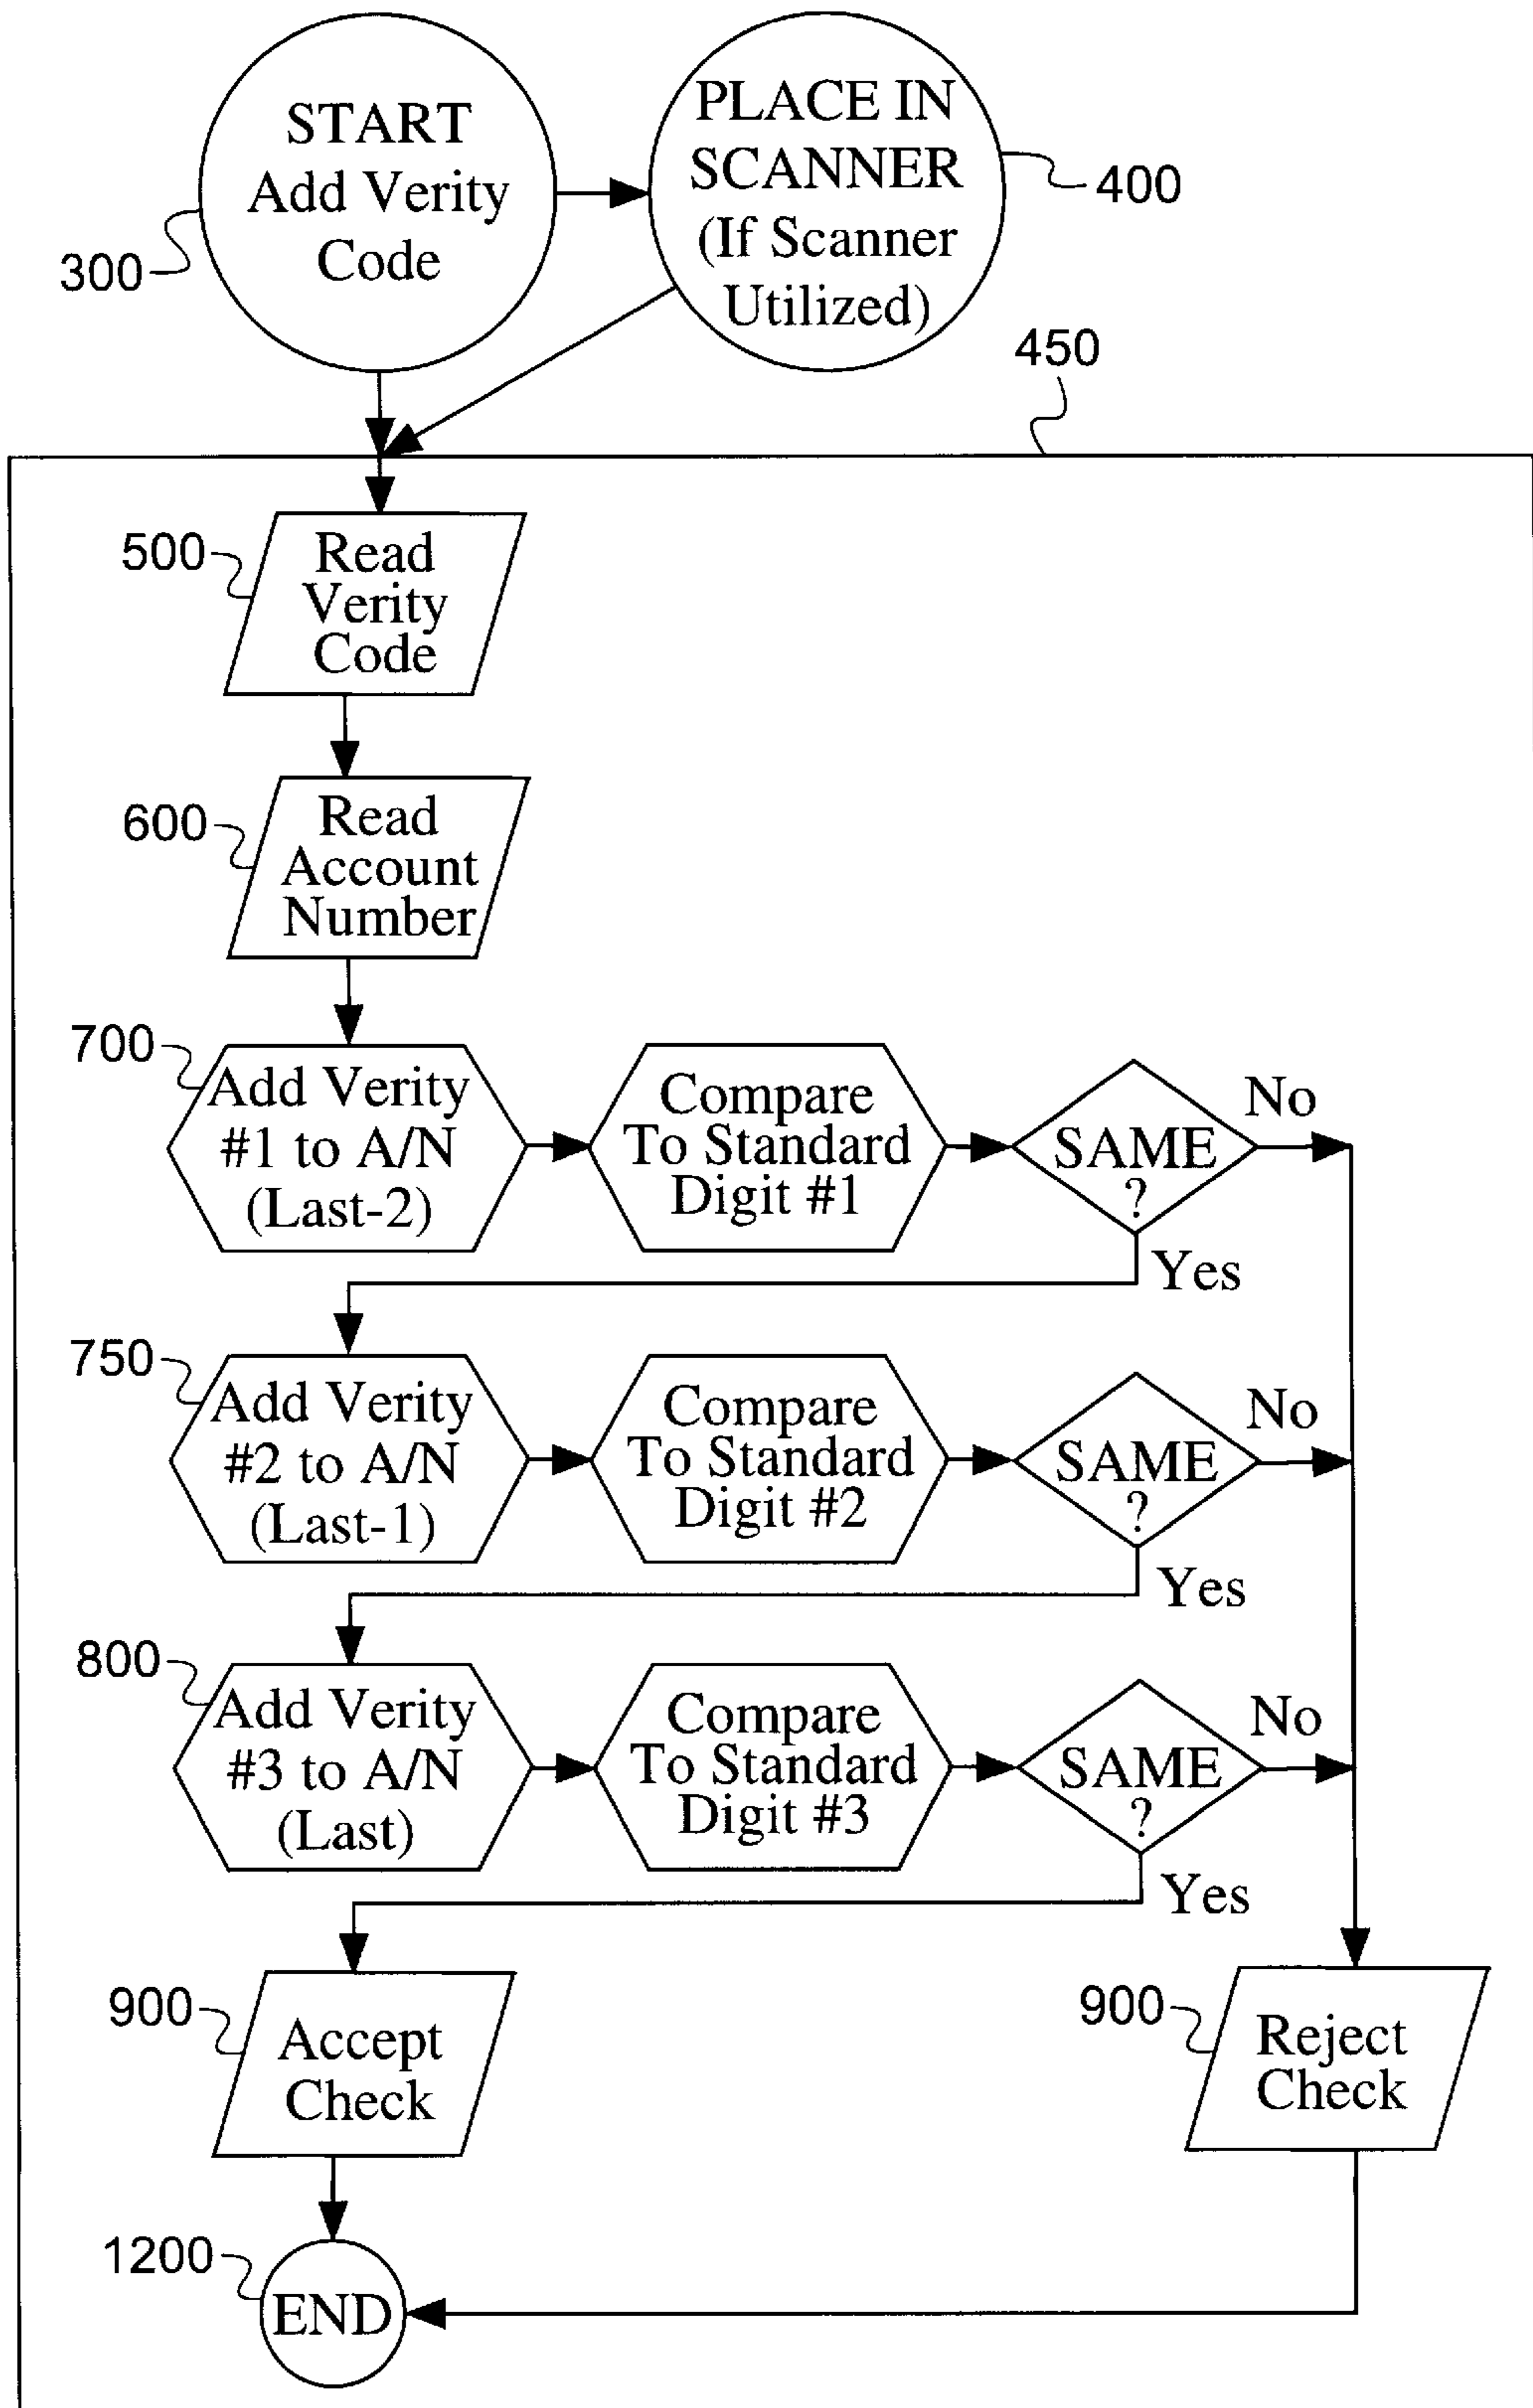 START
Add Verity
Code
300
PLACE IN
SCANNER
(If Scanner
Utilized)
400
450
500
Read
Verity
Code
600
Read
Account
Number
700
Add Verity
#1 to A/N
(Last-2)
Compare
To Standard
Digit #1
SAME
?
No
Yes
750
Add Verity
#2 to A/N
(Last-1)
Compare
To Standard
Digit #2
SAME
?
No
Yes
800
Add Verity
#3 to A/N
(Last)
Compare
To Standard
Digit #3
SAME
?
No
Yes
900
Accept
Check
900
Reject
Check
1200
END